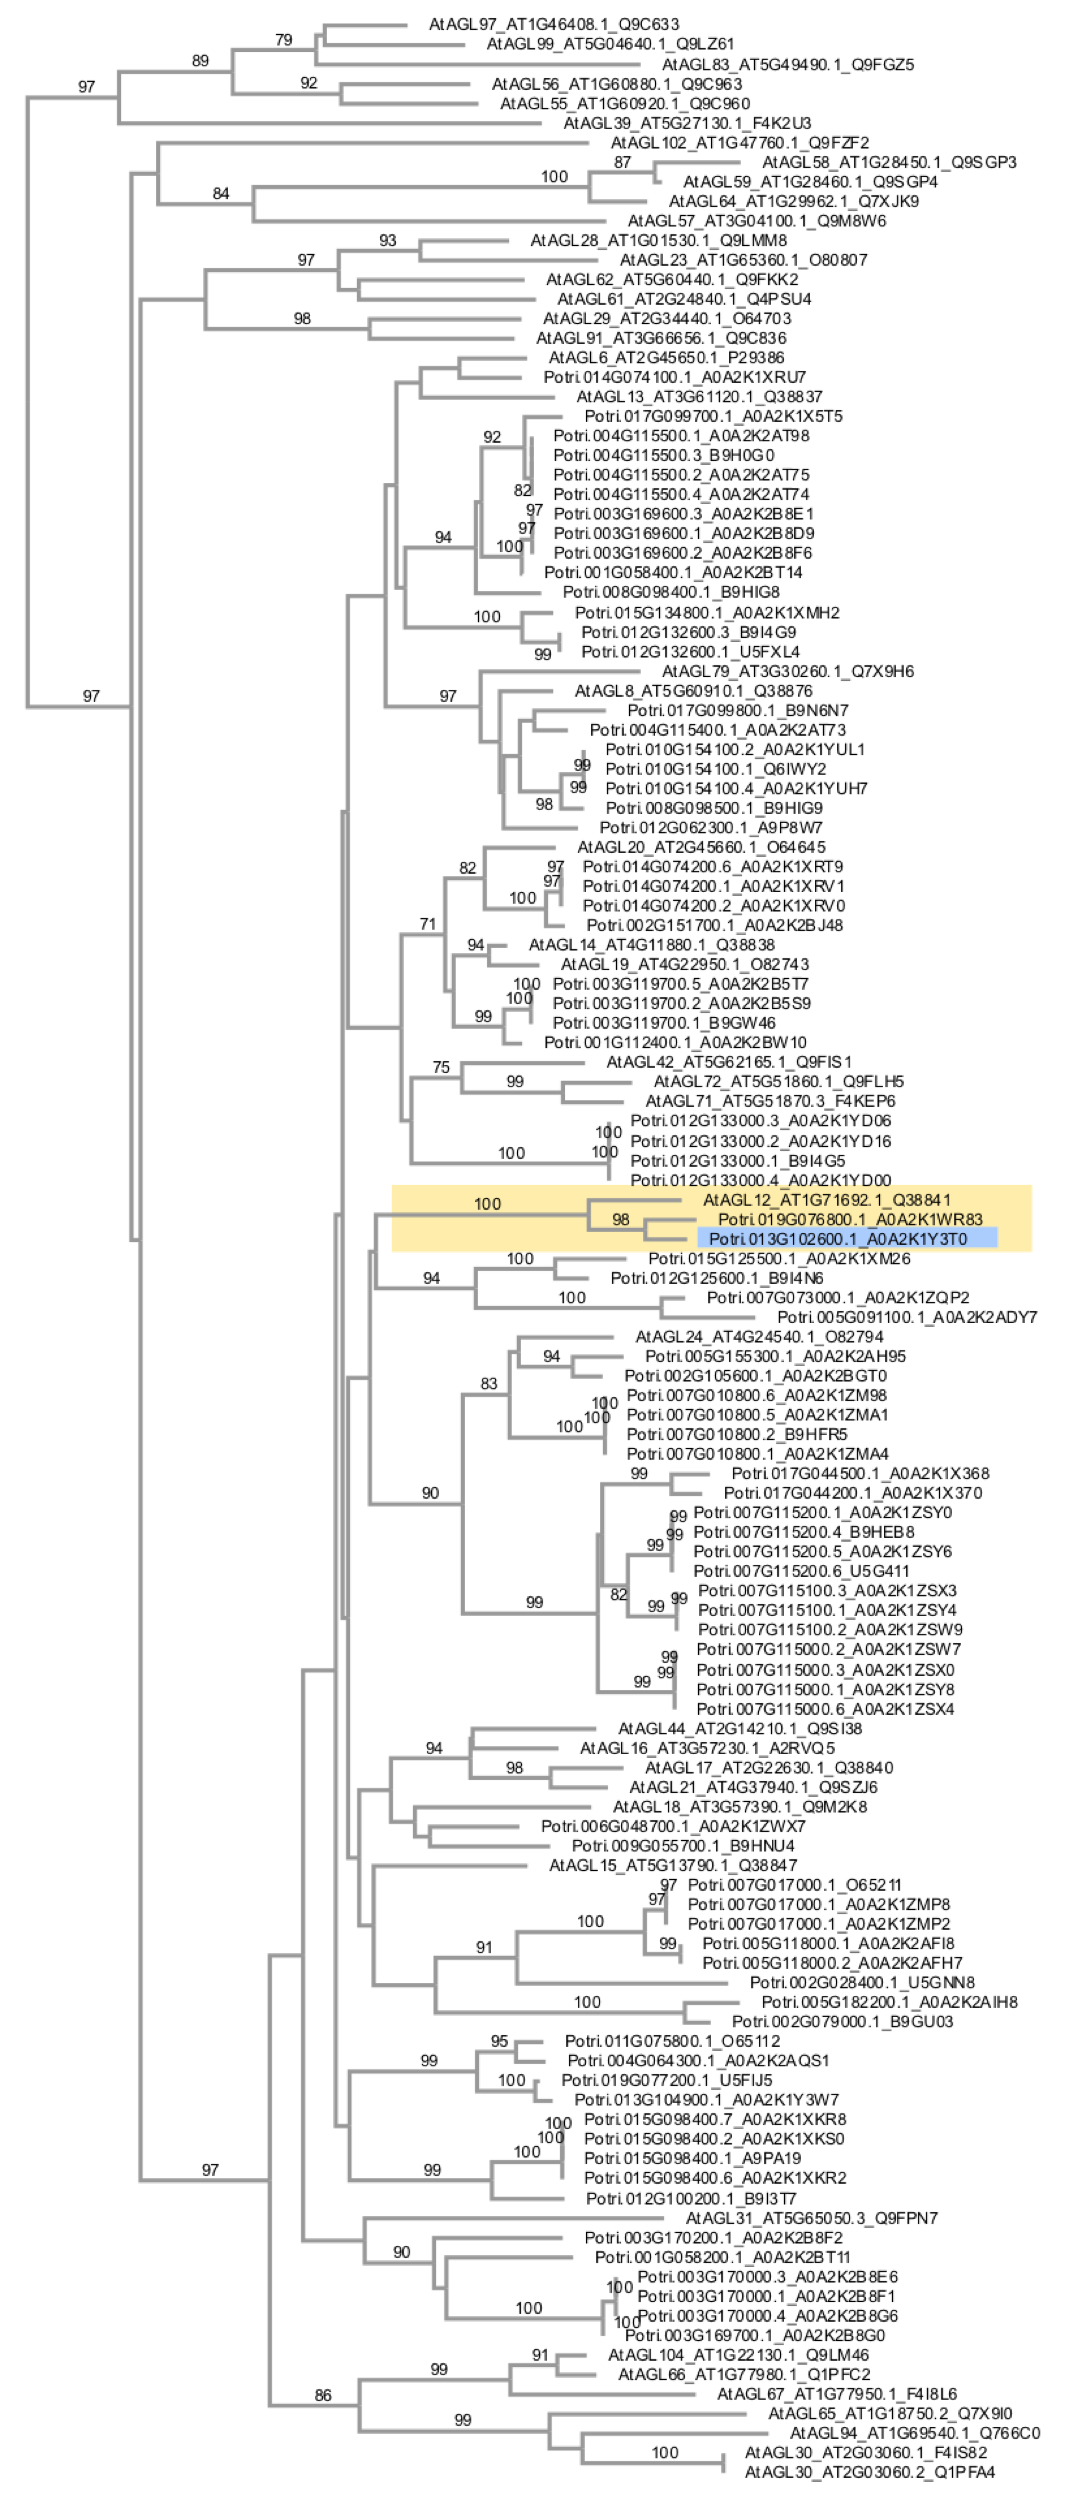 AtAGL97_AT1G46408.1_Q9C633
79
AtAGL99_AT5G04640.1_Q9LZ61
89
AtAGL83_AT5G49490.1_Q9FGZ5
97
92
AtAGL56_AT1G60880.1_Q9C963
AtAGL55_AT1G60920.1_Q9C960
AtAGL39_AT5G27130.1_F4K2U3
AtAGL102_AT1G47760.1_Q9FZF2
87
AtAGL58_AT1G28450.1_Q9SGP3
100
AtAGL59_AT1G28460.1_Q9SGP4
84
AtAGL64_AT1G29962.1_Q7XJK9
AtAGL57_AT3G04100.1_Q9M8W6
93
AtAGL28_AT1G01530.1_Q9LMM8
97
AtAGL23_AT1G65360.1_O80807
AtAGL62_AT5G60440.1_Q9FKK2
AtAGL61_AT2G24840.1_Q4PSU4
98
AtAGL29_AT2G34440.1_O64703
AtAGL91_AT3G66656.1_Q9C836
AtAGL6_AT2G45650.1_P29386
Potri.014G074100.1_A0A2K1XRU7
AtAGL13_AT3G61120.1_Q38837
Potri.017G099700.1_A0A2K1X5T5
92
Potri.004G115500.1_A0A2K2AT98
Potri.004G115500.3_B9H0G0
Potri.004G115500.2_A0A2K2AT75
82
Potri.004G115500.4_A0A2K2AT74
97
Potri.003G169600.3_A0A2K2B8E1
97
Potri.003G169600.1_A0A2K2B8D9
94
100
Potri.003G169600.2_A0A2K2B8F6
Potri.001G058400.1_A0A2K2BT14
Potri.008G098400.1_B9HIG8
100
Potri.015G134800.1_A0A2K1XMH2
Potri.012G132600.3_B9I4G9
99
Potri.012G132600.1_U5FXL4
AtAGL79_AT3G30260.1_Q7X9H6
97
97
AtAGL8_AT5G60910.1_Q38876
Potri.017G099800.1_B9N6N7
Potri.004G115400.1_A0A2K2AT73
Potri.010G154100.2_A0A2K1YUL1
99
Potri.010G154100.1_Q6IWY2
99
Potri.010G154100.4_A0A2K1YUH7
98
Potri.008G098500.1_B9HIG9
Potri.012G062300.1_A9P8W7
AtAGL20_AT2G45660.1_O64645
82
97
Potri.014G074200.6_A0A2K1XRT9
97
Potri.014G074200.1_A0A2K1XRV1
100
Potri.014G074200.2_A0A2K1XRV0
71
Potri.002G151700.1_A0A2K2BJ48
94
AtAGL14_AT4G11880.1_Q38838
AtAGL19_AT4G22950.1_O82743
100
Potri.003G119700.5_A0A2K2B5T7
100
Potri.003G119700.2_A0A2K2B5S9
99
Potri.003G119700.1_B9GW46
Potri.001G112400.1_A0A2K2BW10
75
AtAGL42_AT5G62165.1_Q9FIS1
99
AtAGL72_AT5G51860.1_Q9FLH5
AtAGL71_AT5G51870.3_F4KEP6
Potri.012G133000.3_A0A2K1YD06
100
Potri.012G133000.2_A0A2K1YD16
100
100
Potri.012G133000.1_B9I4G5
Potri.012G133000.4_A0A2K1YD00
100
AtAGL12_AT1G71692.1_Q38841
98
Potri.019G076800.1_A0A2K1WR83
Potri.013G102600.1_A0A2K1Y3T0
100
Potri.015G125500.1_A0A2K1XM26
94
Potri.012G125600.1_B9I4N6
100
Potri.007G073000.1_A0A2K1ZQP2
Potri.005G091100.1_A0A2K2ADY7
AtAGL24_AT4G24540.1_O82794
94
Potri.005G155300.1_A0A2K2AH95
83
Potri.002G105600.1_A0A2K2BGT0
Potri.007G010800.6_A0A2K1ZM98
100
100
Potri.007G010800.5_A0A2K1ZMA1
100
Potri.007G010800.2_B9HFR5
Potri.007G010800.1_A0A2K1ZMA4
99
Potri.017G044500.1_A0A2K1X368
90
Potri.017G044200.1_A0A2K1X370
99
Potri.007G115200.1_A0A2K1ZSY0
99
Potri.007G115200.4_B9HEB8
99
Potri.007G115200.5_A0A2K1ZSY6
Potri.007G115200.6_U5G411
82
99
Potri.007G115100.3_A0A2K1ZSX3
99
99
Potri.007G115100.1_A0A2K1ZSY4
Potri.007G115100.2_A0A2K1ZSW9
99
Potri.007G115000.2_A0A2K1ZSW7
99
Potri.007G115000.3_A0A2K1ZSX0
99
Potri.007G115000.1_A0A2K1ZSY8
Potri.007G115000.6_A0A2K1ZSX4
AtAGL44_AT2G14210.1_Q9SI38
94
AtAGL16_AT3G57230.1_A2RVQ5
98
AtAGL17_AT2G22630.1_Q38840
AtAGL21_AT4G37940.1_Q9SZJ6
AtAGL18_AT3G57390.1_Q9M2K8
Potri.006G048700.1_A0A2K1ZWX7
Potri.009G055700.1_B9HNU4
AtAGL15_AT5G13790.1_Q38847
97
Potri.007G017000.1_O65211
97
Potri.007G017000.1_A0A2K1ZMP8
100
Potri.007G017000.1_A0A2K1ZMP2
91
99
Potri.005G118000.1_A0A2K2AFI8
Potri.005G118000.2_A0A2K2AFH7
Potri.002G028400.1_U5GNN8
100
Potri.005G182200.1_A0A2K2AIH8
Potri.002G079000.1_B9GU03
95
Potri.011G075800.1_O65112
99
Potri.004G064300.1_A0A2K2AQS1
100
Potri.019G077200.1_U5FIJ5
Potri.013G104900.1_A0A2K1Y3W7
100
Potri.015G098400.7_A0A2K1XKR8
100
Potri.015G098400.2_A0A2K1XKS0
100
Potri.015G098400.1_A9PA19
97
99
Potri.015G098400.6_A0A2K1XKR2
Potri.012G100200.1_B9I3T7
AtAGL31_AT5G65050.3_Q9FPN7
90
Potri.003G170200.1_A0A2K2B8F2
Potri.001G058200.1_A0A2K2BT11
Potri.003G170000.3_A0A2K2B8E6
100
Potri.003G170000.1_A0A2K2B8F1
100
100
Potri.003G170000.4_A0A2K2B8G6
Potri.003G169700.1_A0A2K2B8G0
91
AtAGL104_AT1G22130.1_Q9LM46
99
AtAGL66_AT1G77980.1_Q1PFC2
86
AtAGL67_AT1G77950.1_F4I8L6
99
AtAGL65_AT1G18750.2_Q7X9I0
AtAGL94_AT1G69540.1_Q766C0
100
AtAGL30_AT2G03060.1_F4IS82
AtAGL30_AT2G03060.2_Q1PFA4